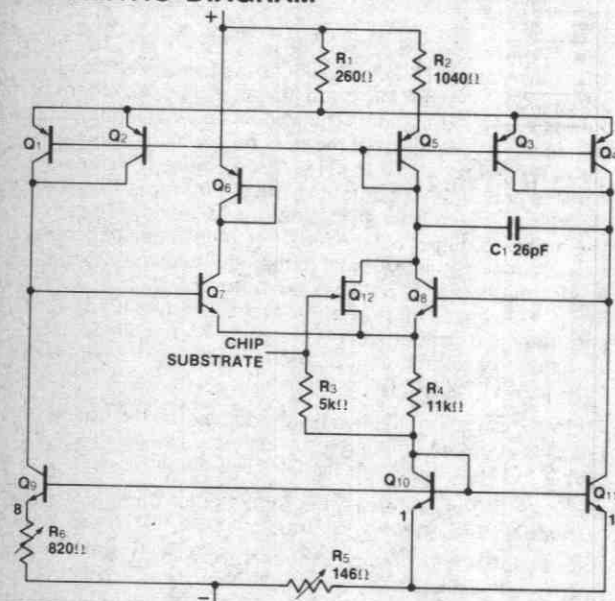 DIAGRAM
+
R1
260Ω
R2
1040Ω
Q1
Q2
Q5
Q3
Q6
C1 26pF
Q7
Q12
Q8
CHIP
SUBSTRATE
R3
5kΩ
R4
11kΩ
Q9
Q10
8
1
1
R6
820Ω
R5
146Ω
−